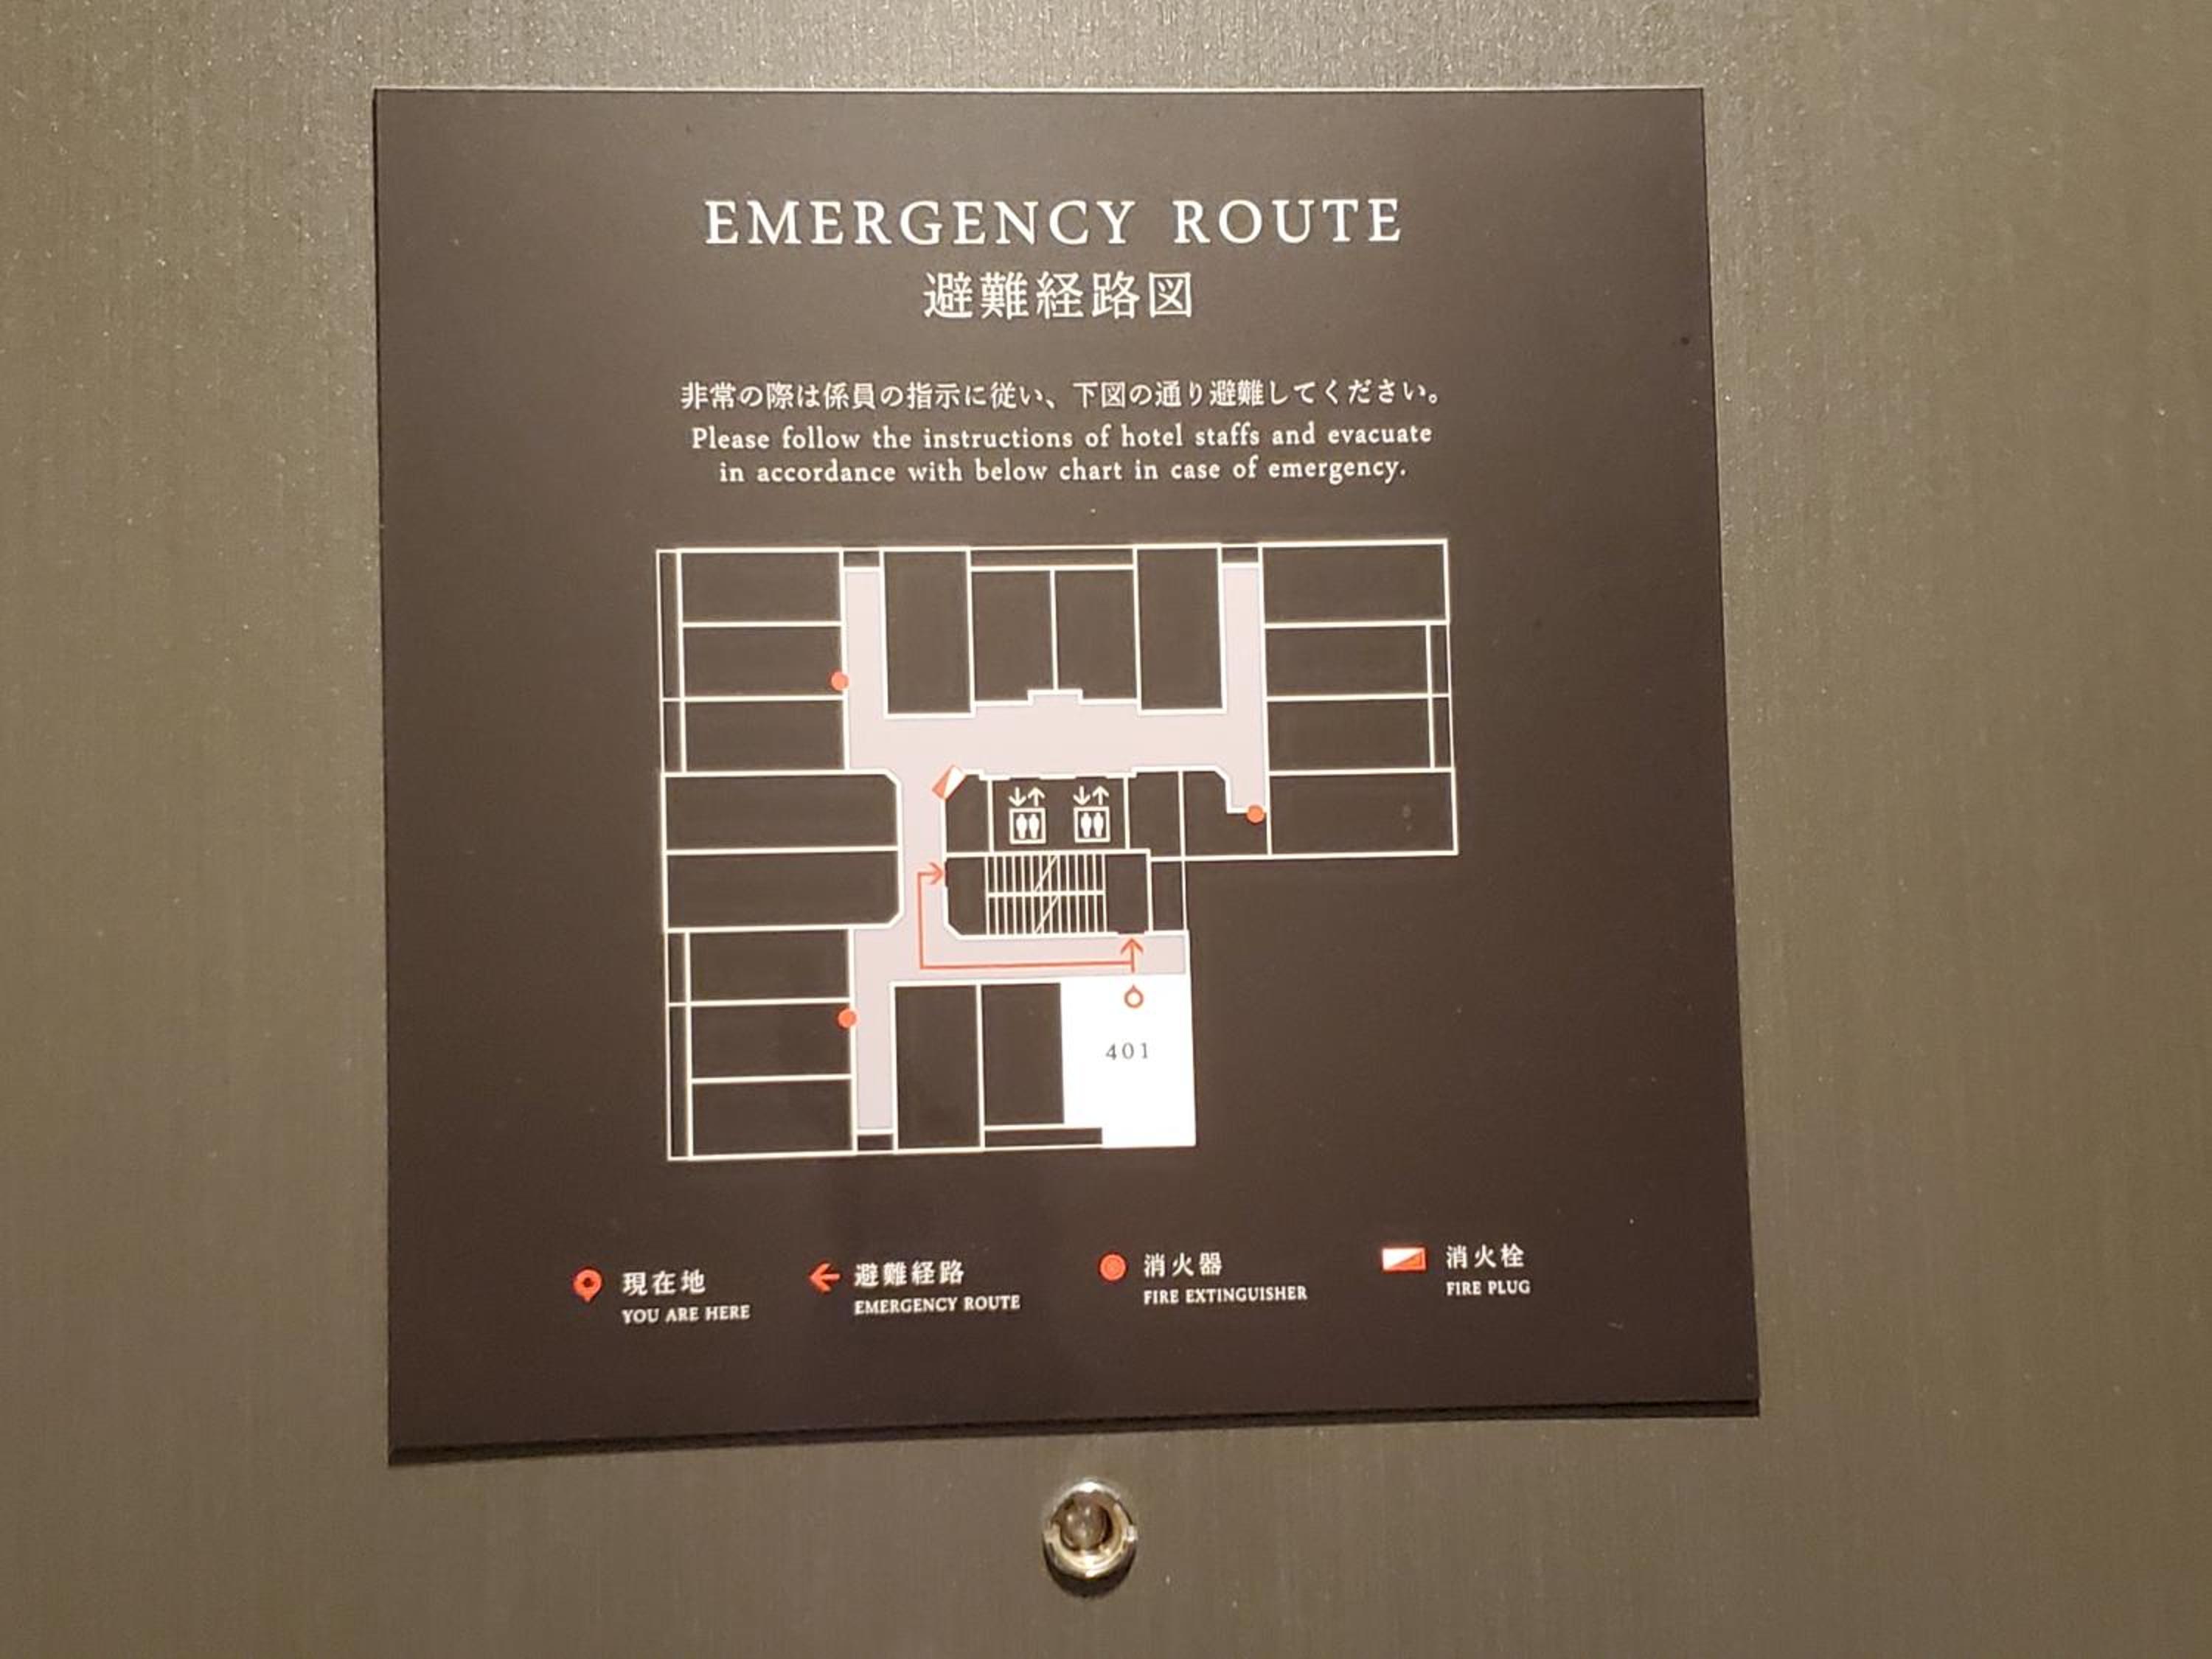 EMERGENCY ROUTE
避難経路図
非常の際は係員の指示に従い、下図の通り避難してください。
Please follow the instructions of hotel staffs and evacuate
in accordance with below chart in case of emergency.
401
現在地
YOU ARE HERE
避難経路
EMERGENCY ROUTE
消火器
FIRE EXTINGUISHER
消火栓
FIRE PLUG